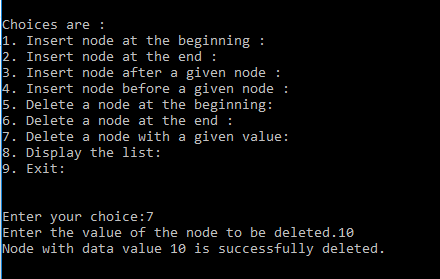 Choices are :
1. Insert node at the beginning :
2. Insert node at the end :
3. Insert node after a given node :
4. Insert node before a given node :
5. Delete a node at the beginning:
6. Delete a node at the end :
7. Delete a node with a given value:
8. Display the list:
9. Exit:
Enter your choice:7
Enter the value of the node to be deleted.10
Node with data value 10 is successfully deleted.